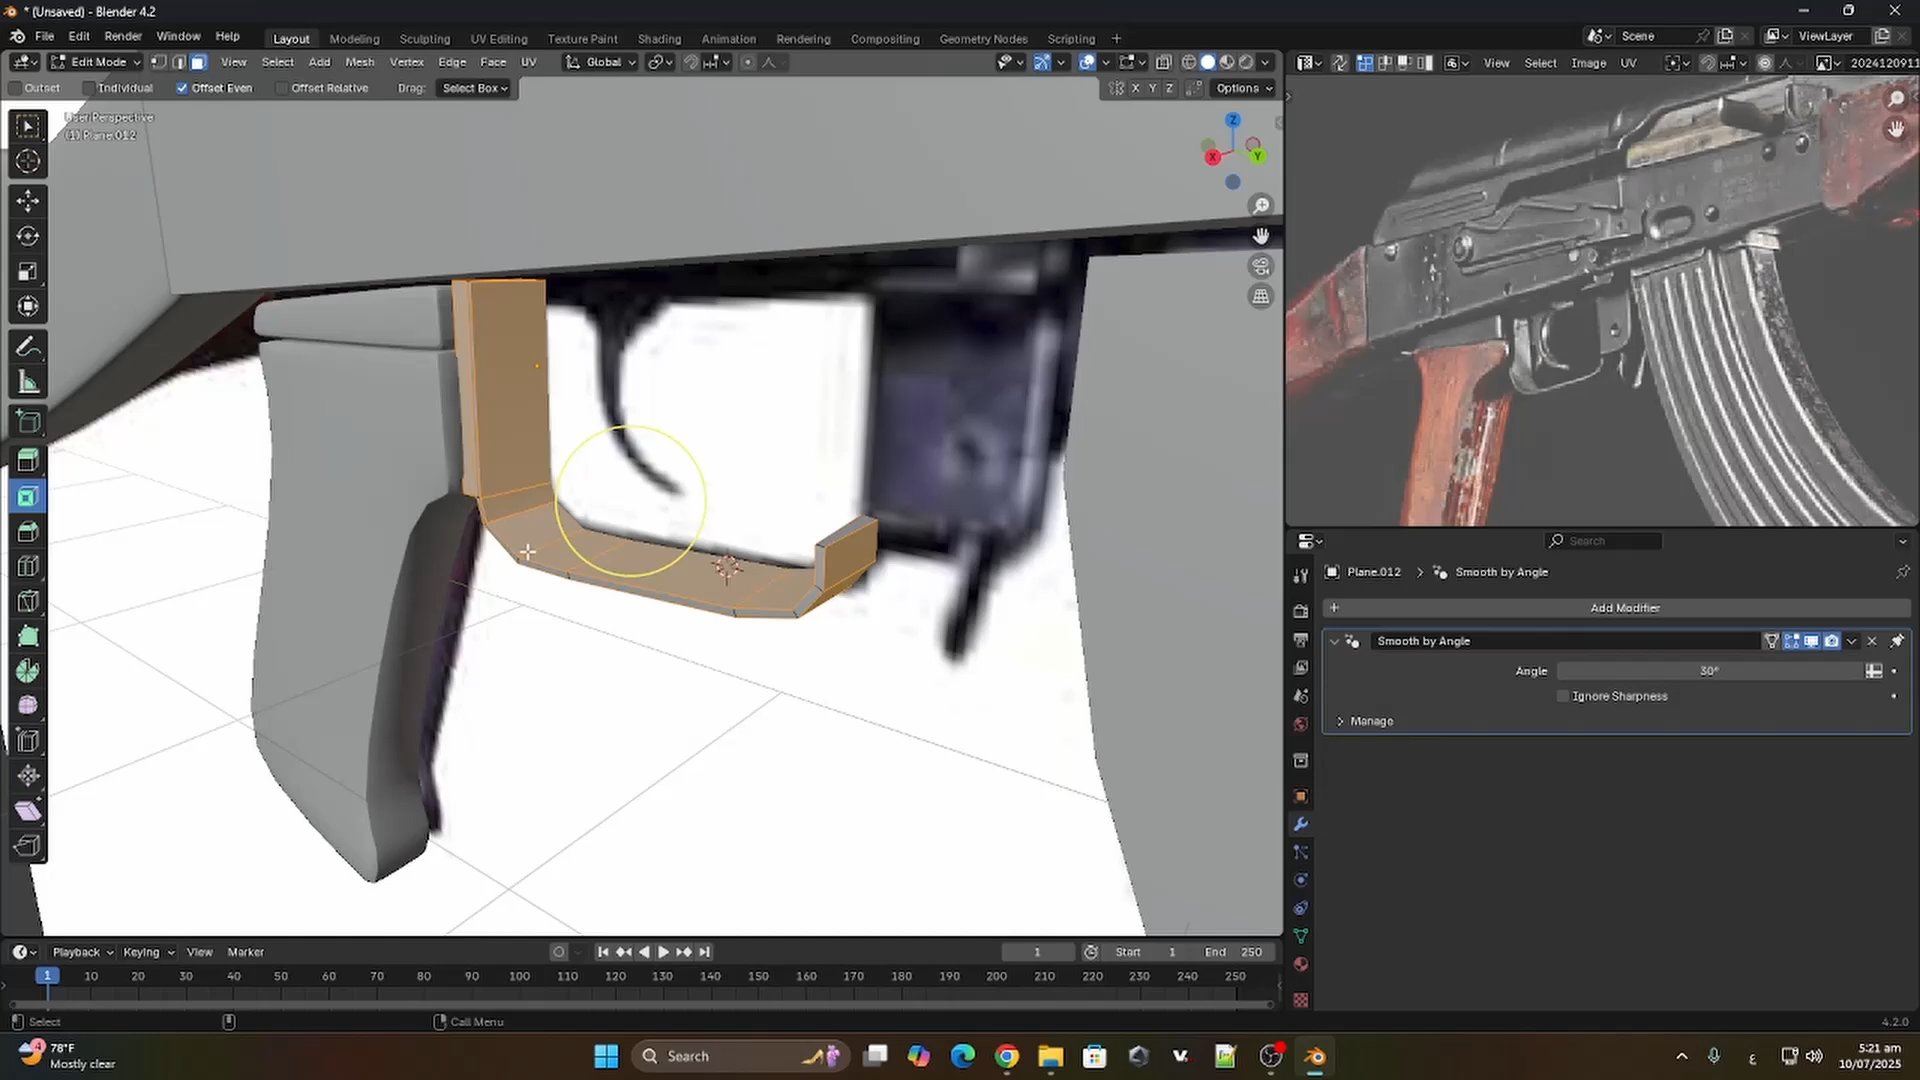 * (Unsaved) - Blender 4.2
File Edit Render Window Help
Layout Modeling Sculpting UV Editing Texture Paint Shading Animation Rendering Compositing Geometry Nodes Scripting +
Scene
ViewLayer
Edit Mode View Select Add Mesh Vertex Edge Face UV Global
View Select Image UV 2024120911
Outset Individual Offset Even Offset Relative Drag: Select Box X Y Z Options
User Perspective
(1) Plane.012
Z
X Y
Search
Plane.012 > Smooth by Angle
+ Add Modifier
Smooth by Angle
Angle 30°
Ignore Sharpness
Manage
Playback Keying View Marker 1 Start 1 End 250
1 10 20 30 40 50 60 70 80 90 100 110 120 130 140 150 160 170 180 190 200 210 220 230 240 250
Select Call Menu 4.2.0
78°F
Mostly clear
Search
ع
5:21 am
10/07/2025